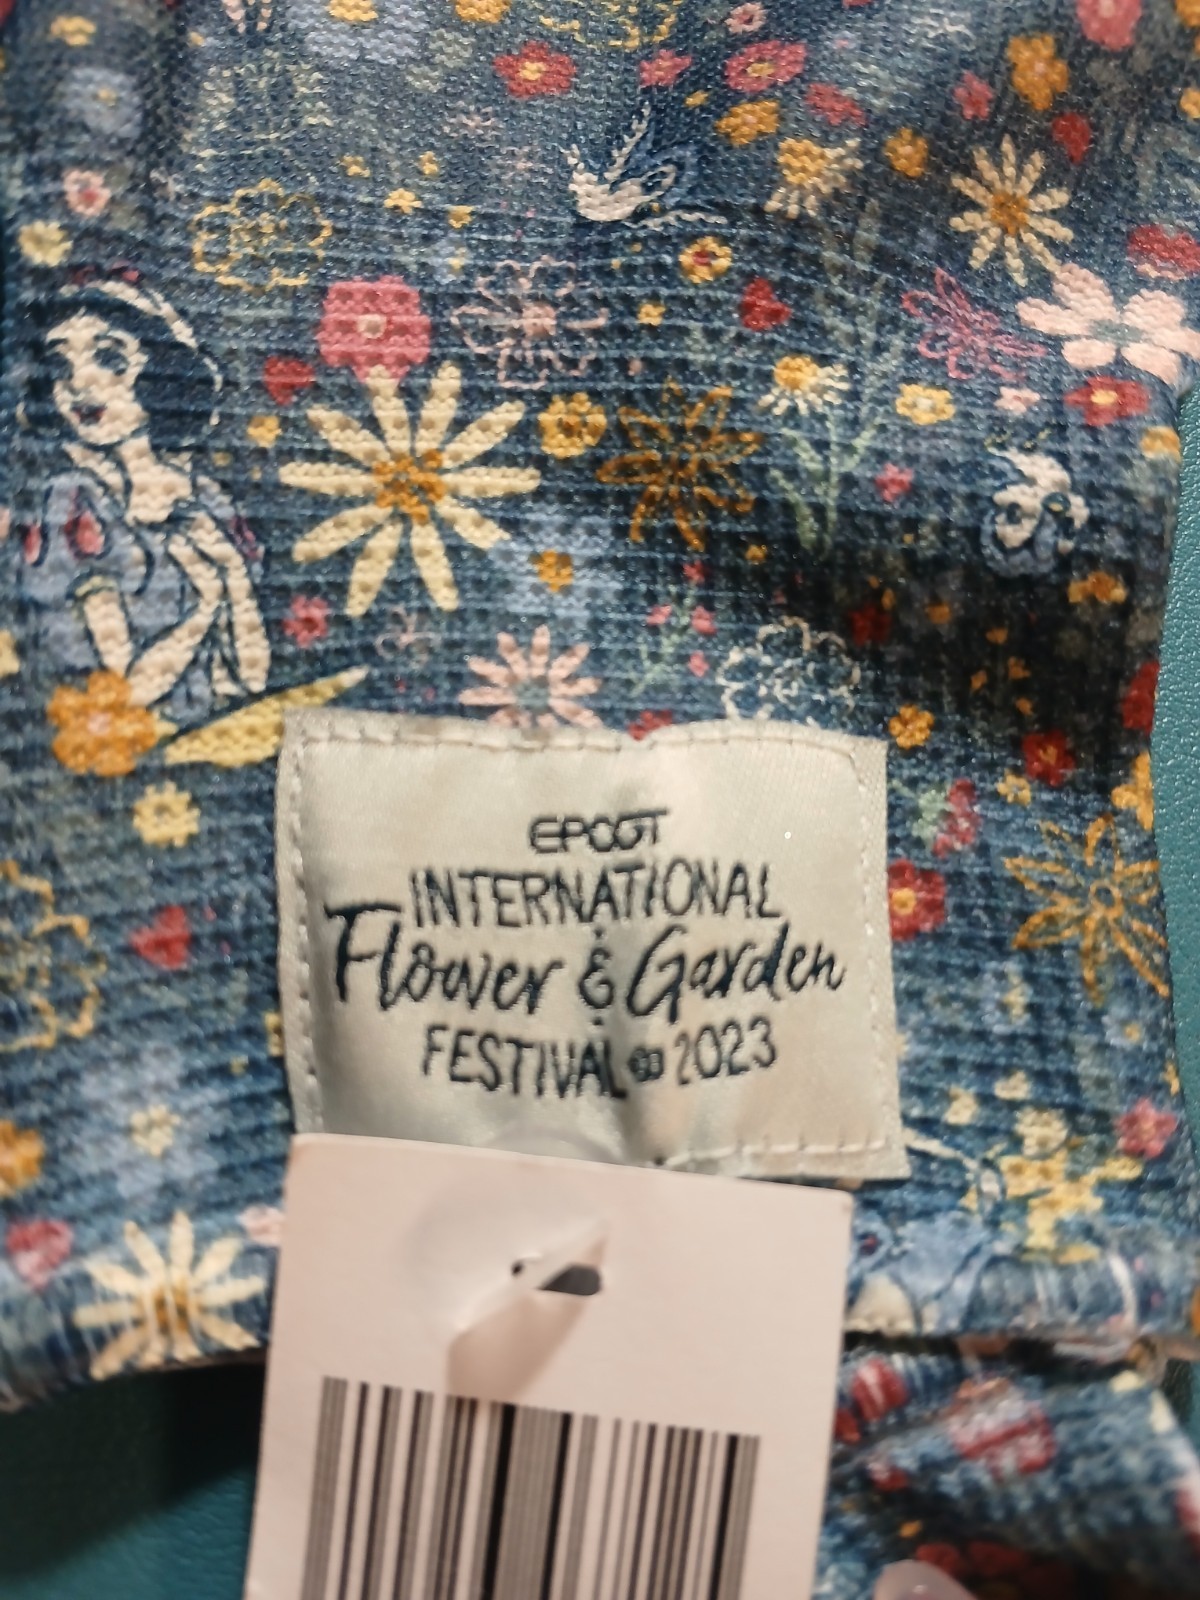 EPCOT
INTERNATIONAL
Flower & Garden
FESTIVAL 2023